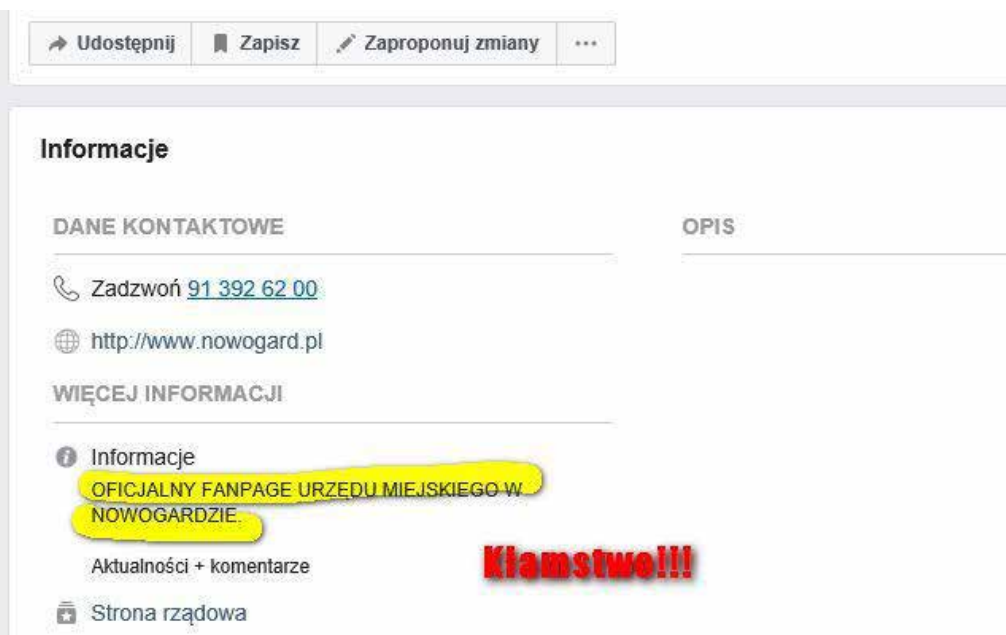 Udostępnij Zapisz Zaproponuj zmiany ...
Informacje
DANE KONTAKTOWE OPIS
Zadzwoń 91 392 62 00
http://www.nowogard.pl
WIĘCEJ INFORMACJI
Informacje
OFICJALNY FANPAGE URZĘDU MIEJSKIEGO W
NOWOGARDZIE.
Aktualności + komentarze
Kłamstwo!!!
Strona rządowa